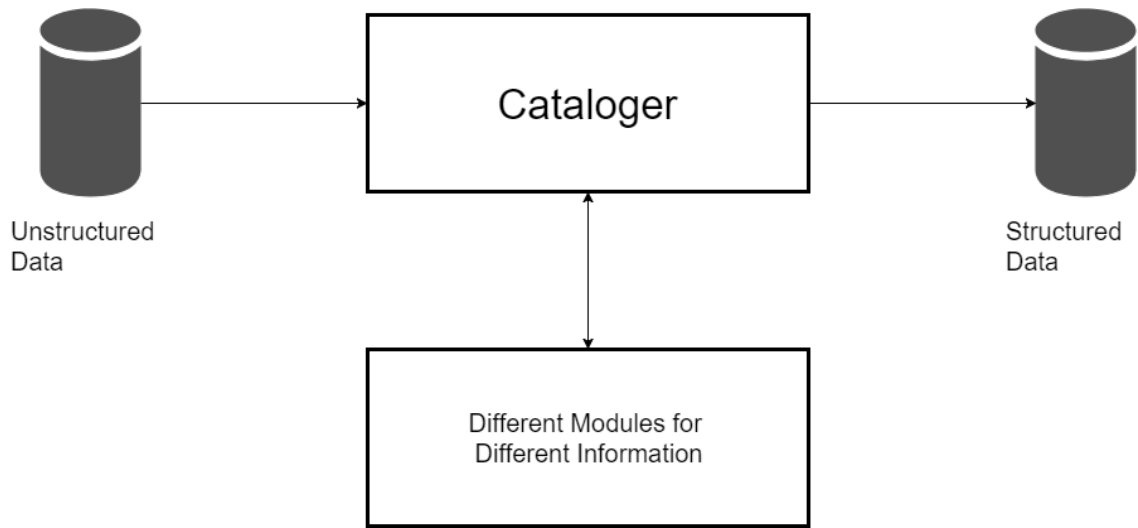 Cataloger
Unstructured
Data
Structured
Data
Different Modules for
Different Information